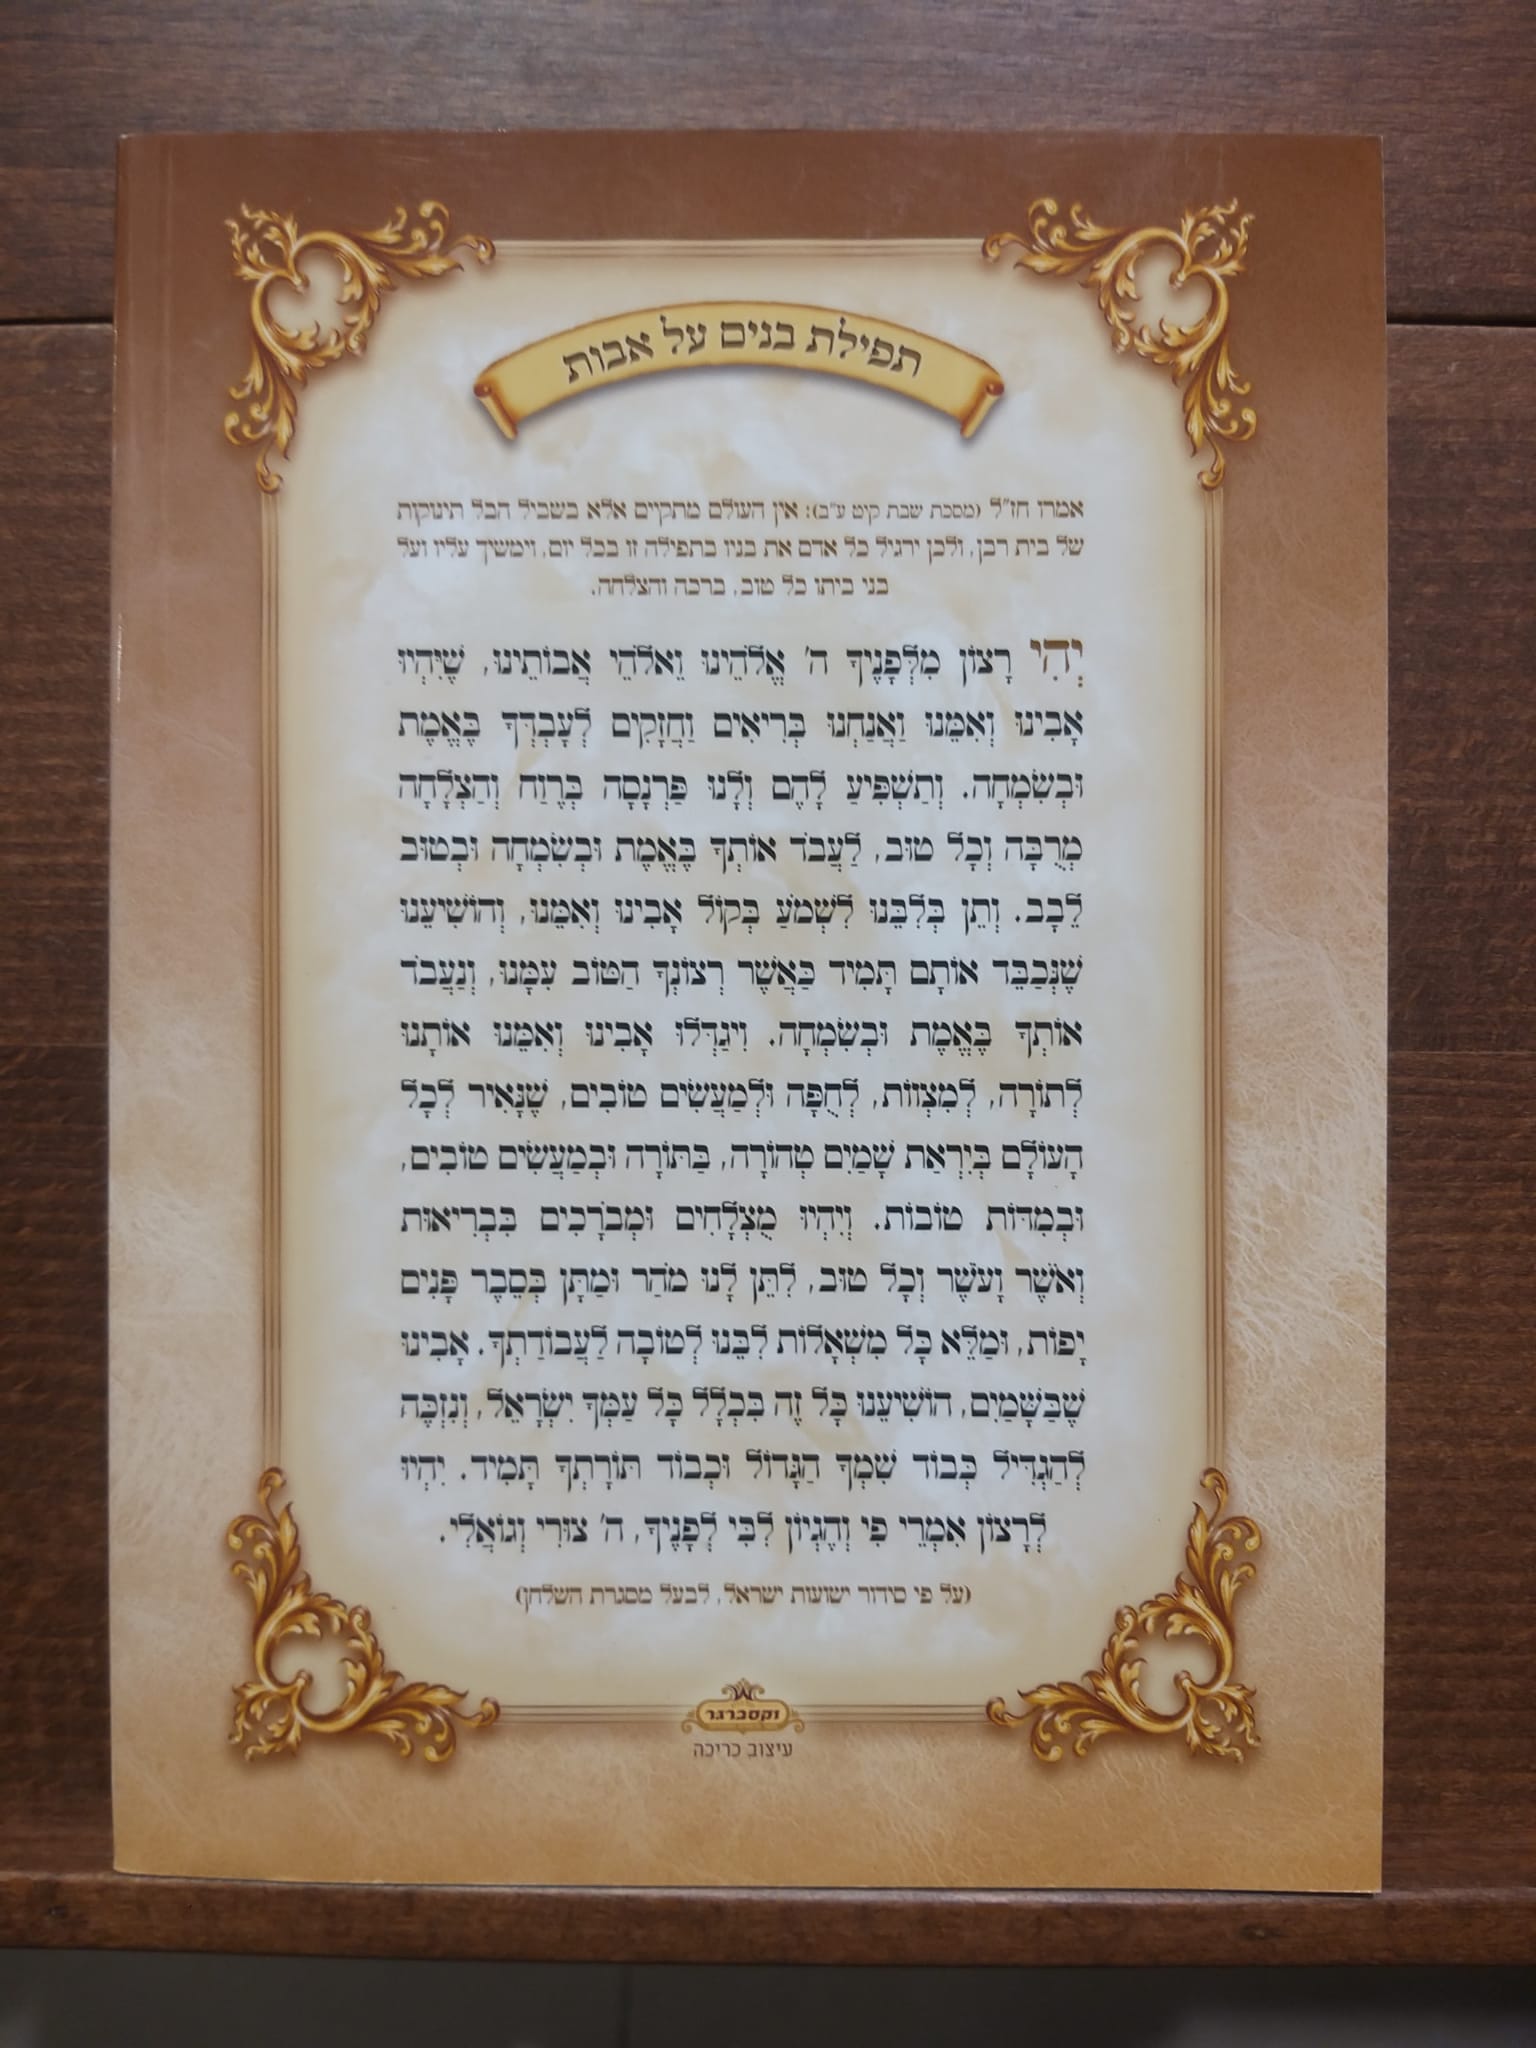 תפילת בנים על אבות
אמרו חז"ל (מסכת שבת קיט ע"ב): אין העולם מתקיים אלא בשביל הבל תינוקות
של בית רבן, ולכן ירגיל כל אדם את בניו בתפילה זו בכל יום, וימשיך עליו ועל
בני ביתו כל טוב, ברכה והצלחה.
יְהִי רָצוֹן מִלְּפָנֶיךָ ה' אֱלֹהֵינוּ וֵאלֹהֵי אֲבוֹתֵינוּ, שֶׁיִּהְיוּ
אָבִינוּ וְאִמֵּנוּ וַאֲנַחְנוּ בְּרִיאִים וַחֲזָקִים לְעָבְדְּךָ בֶּאֱמֶת
וּבְשִׂמְחָה. וְתַשְׁפִּיעַ לָהֶם וְלָנוּ פַּרְנָסָה בְּרֶוַח וְהַצְלָחָה
מְרֻבָּה וְכָל טוּב, לַעֲבֹד אוֹתְךָ בֶּאֱמֶת וּבְשִׂמְחָה וּבְטוּב
לֵבָב. וְתֵן בְּלִבֵּנוּ לִשְׁמֹעַ בְּקוֹל אָבִינוּ וְאִמֵּנוּ, וְהוֹשִׁיעֵנוּ
שֶׁנְּכַבֵּד אוֹתָם תָּמִיד כַּאֲשֶׁר רְצוֹנְךָ הַטּוֹב עִמָּנוּ, וְנַעֲבֹד
אוֹתְךָ בֶּאֱמֶת וּבְשִׂמְחָה. וִיגַדְּלוּ אָבִינוּ וְאִמֵּנוּ אוֹתָנוּ
לְתוֹרָה, לְמִצְווֹת, לְחֻפָּה וּלְמַעֲשִׂים טוֹבִים, שֶׁנָּאִיר לְכָל
הָעוֹלָם בְּיִרְאַת שָׁמַיִם טְהוֹרָה, בַּתּוֹרָה וּבְמַעֲשִׂים טוֹבִים,
וּבְמִדּוֹת טוֹבוֹת. וְיִהְיוּ מֻצְלָחִים וּמְבֹרָכִים בִּבְרִיאוּת
וְאֹשֶׁר וָעֹשֶׁר וְכָל טוּב, לִתֵּן לָנוּ מֹהַר וּמַתָּן בְּסֵבֶר פָּנִים
יָפוֹת, וּמַלֵּא כָּל מִשְׁאָלוֹת לִבֵּנוּ לְטוֹבָה לַעֲבוֹדָתְךָ. אָבִינוּ
שֶׁבַּשָּׁמַיִם, הוֹשִׁיעֵנוּ כָּל זֶה בִּכְלָל כָּל עַמְּךָ יִשְׂרָאֵל, וְנִזְכֶּה
לְהַגְדִּיל כְּבוֹד שִׁמְךָ הַגָּדוֹל וּכְבוֹד תּוֹרָתְךָ תָּמִיד. יִהְיוּ
לְרָצוֹן אִמְרֵי פִי וְהֶגְיוֹן לִבִּי לְפָנֶיךָ, ה' צוּרִי וְגוֹאֲלִי.
(על פי סידור ישועות ישראל, לבעל מסגרת השלחן)
וקסברגר
עיצוב כריכה